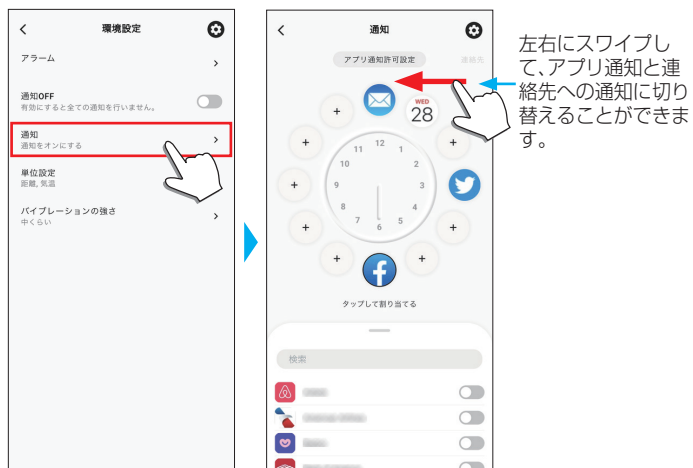 環境設定
アラーム
通知OFF
有効にすると全ての通知を行いません。
通知
通知をオンにする
単位設定
距離, 気温
バイブレーションの強さ
中くらい
通知
アプリ通知許可設定
連絡先
WED
28
12
1
2
3
4
5
6
7
8
9
10
11
タップして割り当てる
検索
左右にスワイプし
て、アプリ通知と連
絡先への通知に切り
替えることができま
す。